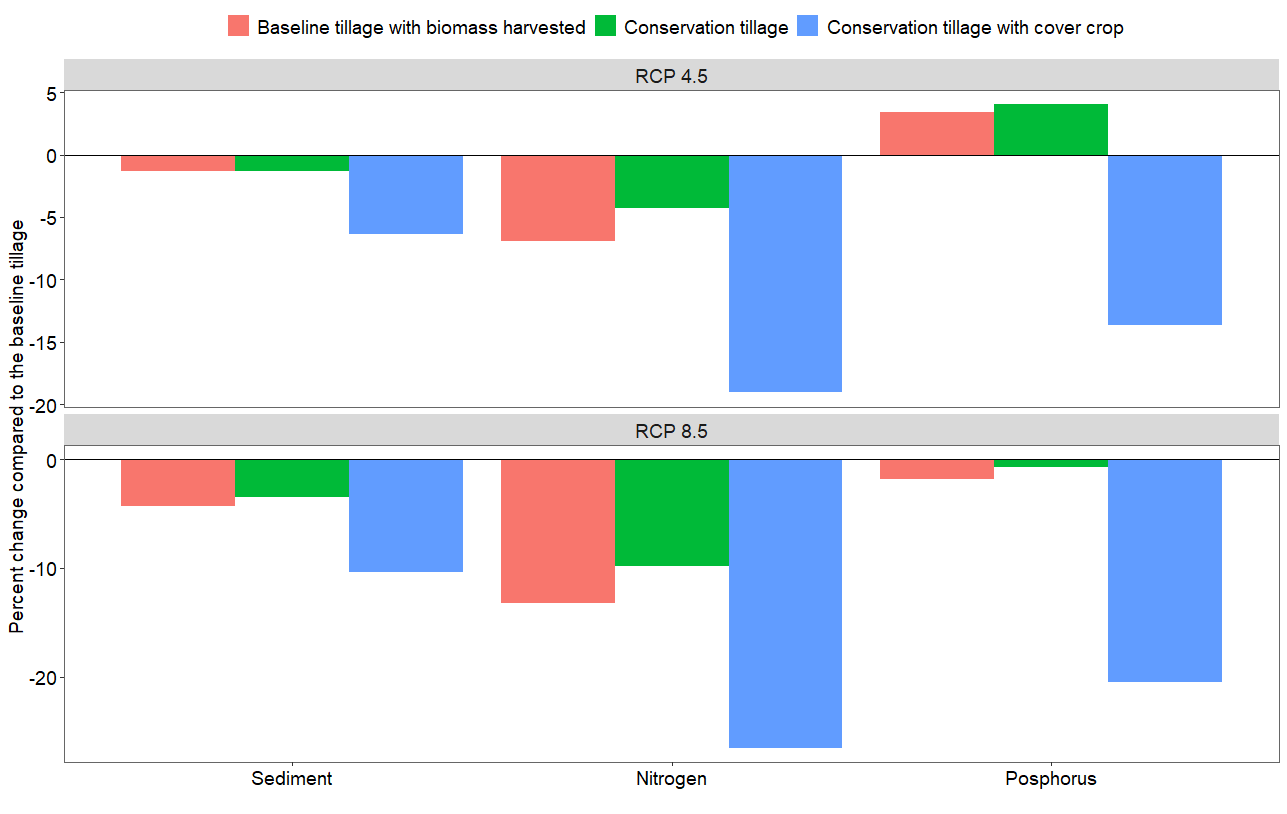 Baseline tillage with biomass harvested Conservation tillage Conservation tillage with cover crop
RCP 4.5
5
0
-5
-10
-15
-20
Percent change compared to the baseline tillage
RCP 8.5
0
-10
-20
Sediment Nitrogen Posphorus